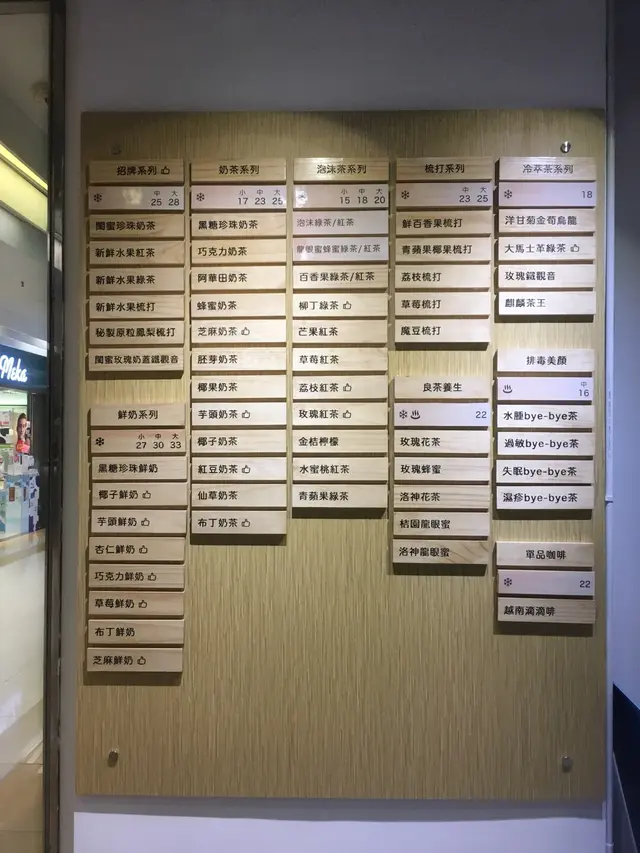 招牌系列
中 大
25 28
閨蜜珍珠奶茶
新鮮水果紅茶
新鮮水果綠茶
新鮮水果梳打
秘製原粒鳳梨梳打
閨蜜玫瑰奶蓋鐵觀音
鮮奶系列
小 中 大
27 30 33
黑糖珍珠鮮奶
椰子鮮奶
芋頭鮮奶
杏仁鮮奶
巧克力鮮奶
草莓鮮奶
布丁鮮奶
芝麻鮮奶
奶茶系列
小 中 大
17 23 25
黑糖珍珠奶茶
巧克力奶茶
阿華田奶茶
蜂蜜奶茶
芝麻奶茶
胚芽奶茶
椰果奶茶
芋頭奶茶
椰子奶茶
紅豆奶茶
仙草奶茶
布丁奶茶
泡沫茶系列
小 中 大
15 18 20
泡沫綠茶/紅茶
龍眼蜜蜂蜜綠茶/紅茶
百香果綠茶/紅茶
柳丁綠茶
芒果紅茶
草莓紅茶
荔枝紅茶
玫瑰紅茶
金桔檸檬
水蜜桃紅茶
青蘋果綠茶
梳打系列
中 大
23 25
鮮百香果梳打
青蘋果椰果梳打
荔枝梳打
草莓梳打
魔豆梳打
良茶養生
22
玫瑰花茶
玫瑰蜂蜜
洛神花茶
桔園龍眼蜜
洛神龍眼蜜
冷萃茶系列
18
洋甘菊金萄烏龍
大馬士革綠茶
玫瑰鐵觀音
麒麟茶王
排毒美顏
中
16
水腫bye-bye茶
過敏bye-bye茶
失眠bye-bye茶
濕疹bye-bye茶
單品咖啡
22
越南滴滴啡
Meka